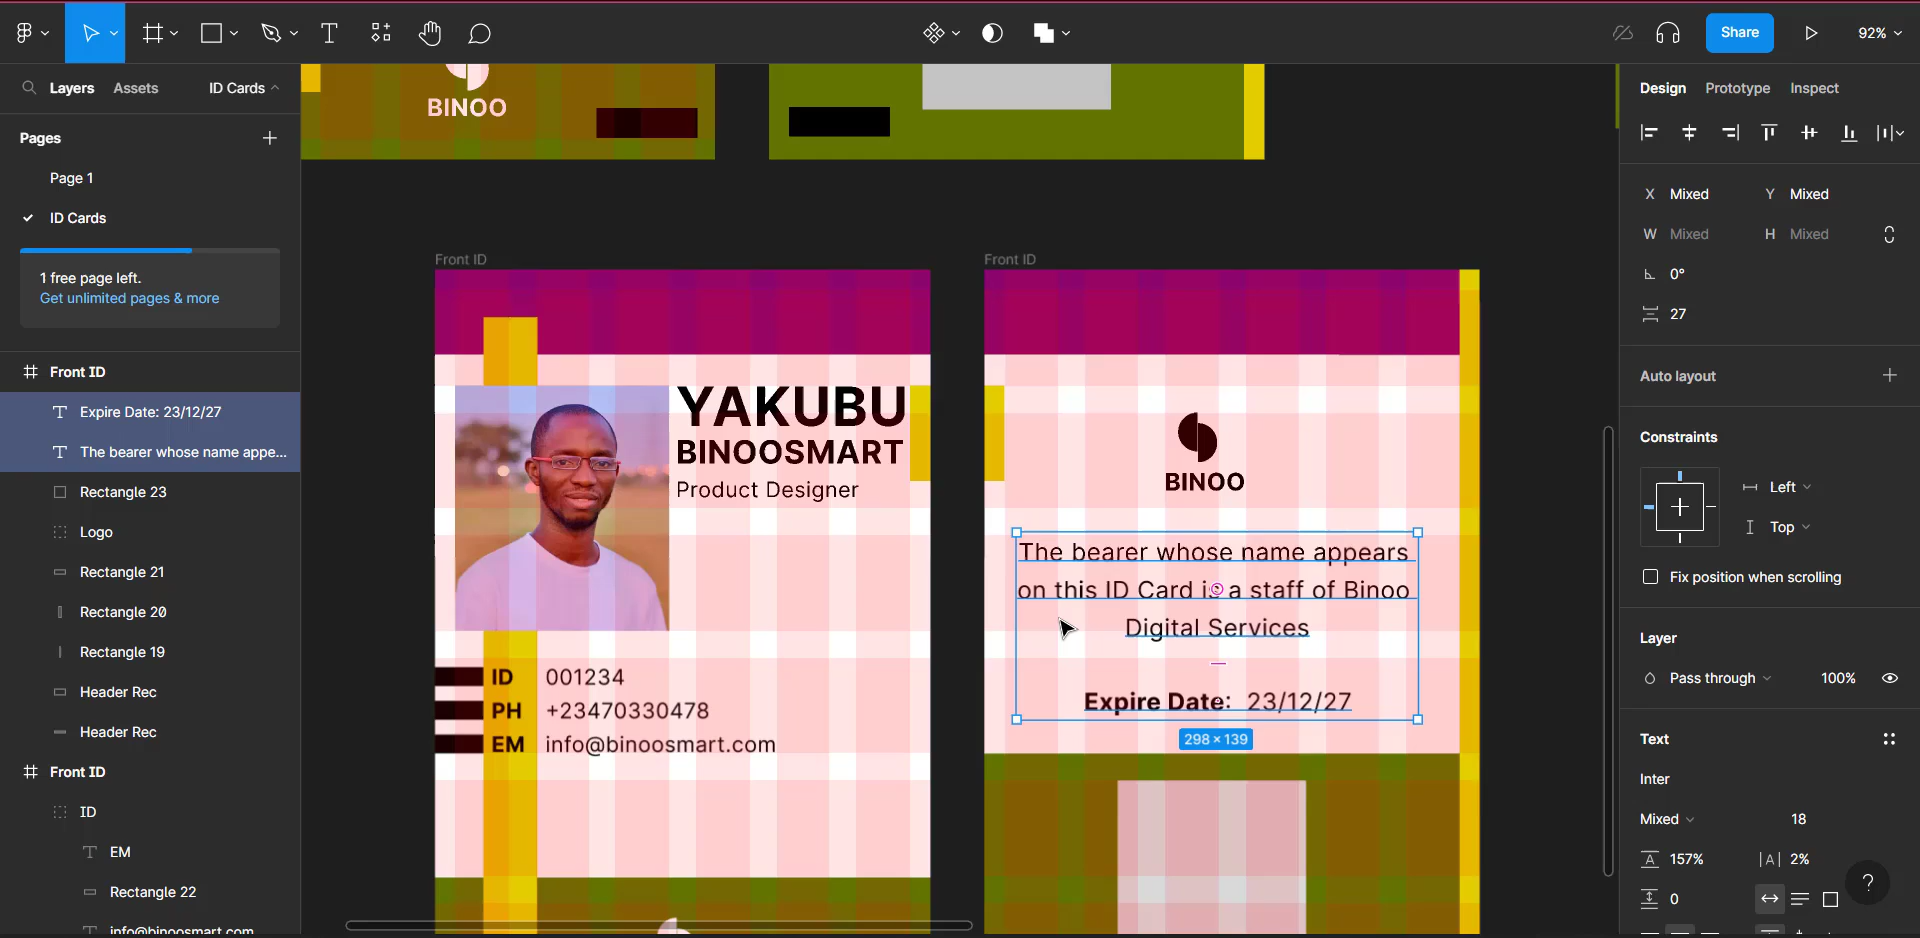 Share
92%
Layers
Assets
ID Cards
Pages
Page 1
ID Cards
1 free page left.
Get unlimited pages & more
Front ID
Expire Date: 23/12/27
The bearer whose name appe...
Rectangle 23
Logo
Rectangle 21
Rectangle 20
Rectangle 19
Header Rec
Header Rec
Front ID
ID
EM
Rectangle 22
info@binoosmart.com
BINOO
Front ID
YAKUBU
BINOOSMART
Product Designer
ID 001234
PH +23470330478
EM info@binoosmart.com
Front ID
BINOO
The bearer whose name appears
on this ID Card is a staff of Binoo
Digital Services
Expire Date: 23/12/27
298 × 139
Design
Prototype
Inspect
X Mixed
Y Mixed
W Mixed
H Mixed
0°
27
Auto layout
Constraints
Left
Top
Fix position when scrolling
Layer
Pass through
100%
Text
Inter
Mixed
18
157%
2%
0
?